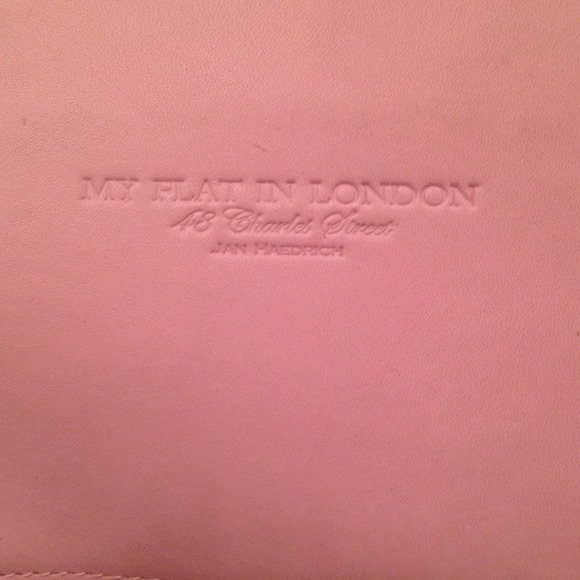 MY FLAT IN LONDON
48 Charles Street
JAN HAEDRICH